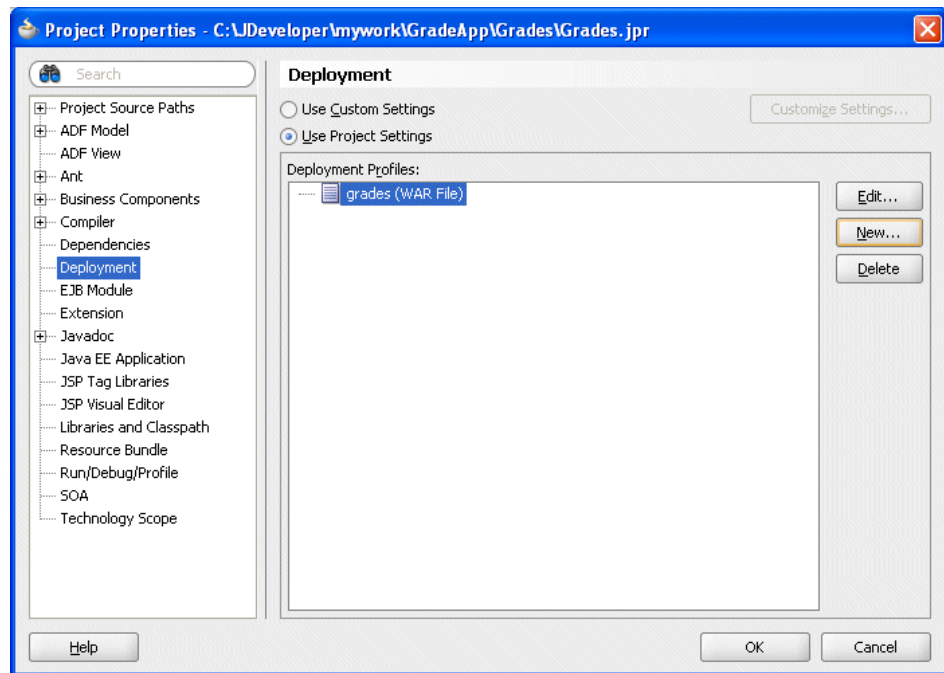 Project Properties - C:\JDeveloper\mywork\GradeApp\Grades\Grades.jpr
Search
Project Source Paths
ADF Model
ADF View
Ant
Business Components
Compiler
Dependencies
Deployment
EJB Module
Extension
Javadoc
Java EE Application
JSP Tag Libraries
JSP Visual Editor
Libraries and Classpath
Resource Bundle
Run/Debug/Profile
SOA
Technology Scope
Deployment
Use Custom Settings
Customize Settings...
Use Project Settings
Deployment Profiles:
grades (WAR File)
Edit...
New...
Delete
Help
OK
Cancel